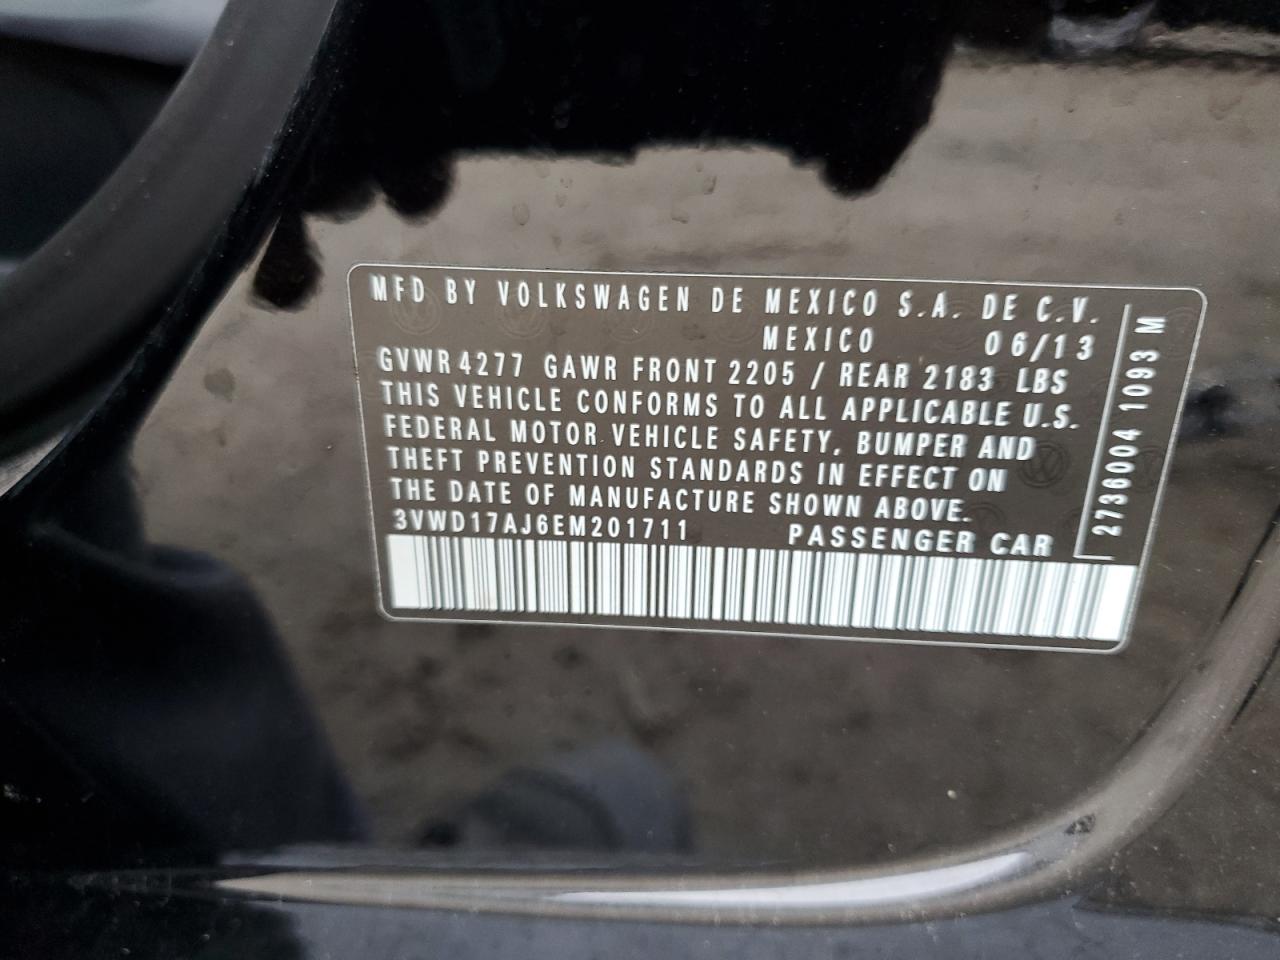 MFD BY VOLKSWAGEN DE MEXICO S.A. DE C.V.
MEXICO 06/13
GVWR 4277 GAWR FRONT 2205 / REAR 2183 LBS
THIS VEHICLE CONFORMS TO ALL APPLICABLE U.S.
FEDERAL MOTOR VEHICLE SAFETY, BUMPER AND
THEFT PREVENTION STANDARDS IN EFFECT ON
THE DATE OF MANUFACTURE SHOWN ABOVE.
3VWD17AJ6EM201711 PASSENGER CAR
2736004 1093 M